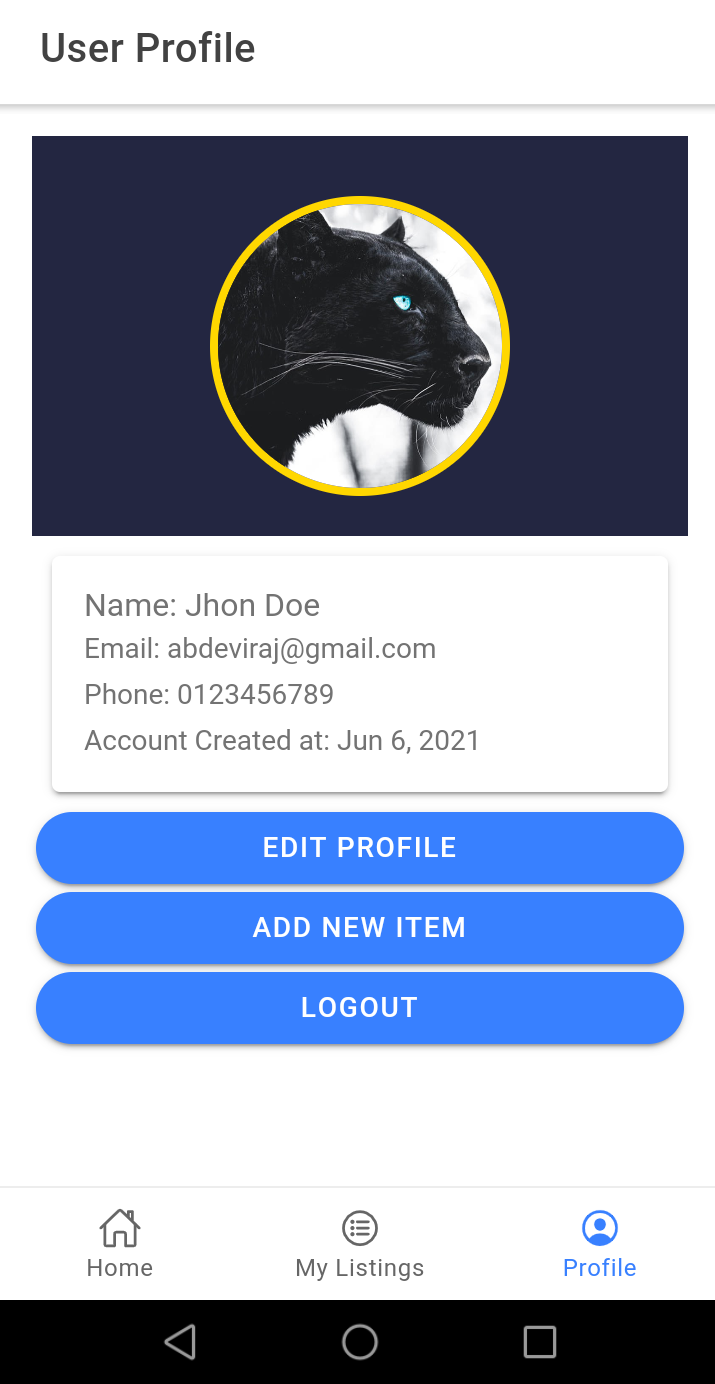 User Profile
Name: Jhon Doe
Email: abdeviraj@gmail.com
Phone: 0123456789
Account Created at: Jun 6, 2021
EDIT PROFILE
ADD NEW ITEM
LOGOUT
Home
My Listings
Profile